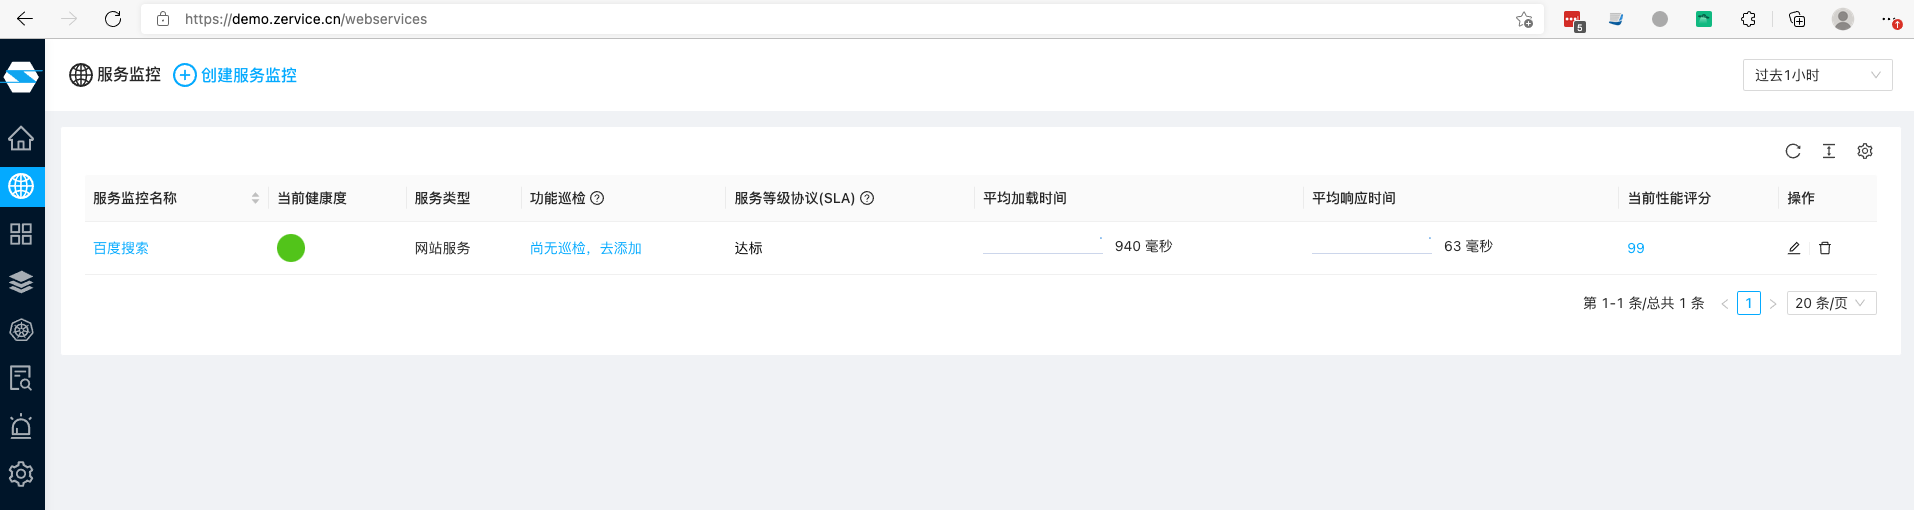 https://demo.zervice.cn/webservices
5
服务监控 创建服务监控 过去1小时
服务监控名称 当前健康度 服务类型 功能巡检 服务等级协议(SLA) 平均加载时间 平均响应时间 当前性能评分 操作
百度搜索 网站服务 尚无巡检，去添加 达标 940 毫秒 63 毫秒 99
第 1-1 条/总共 1 条 1 20 条/页